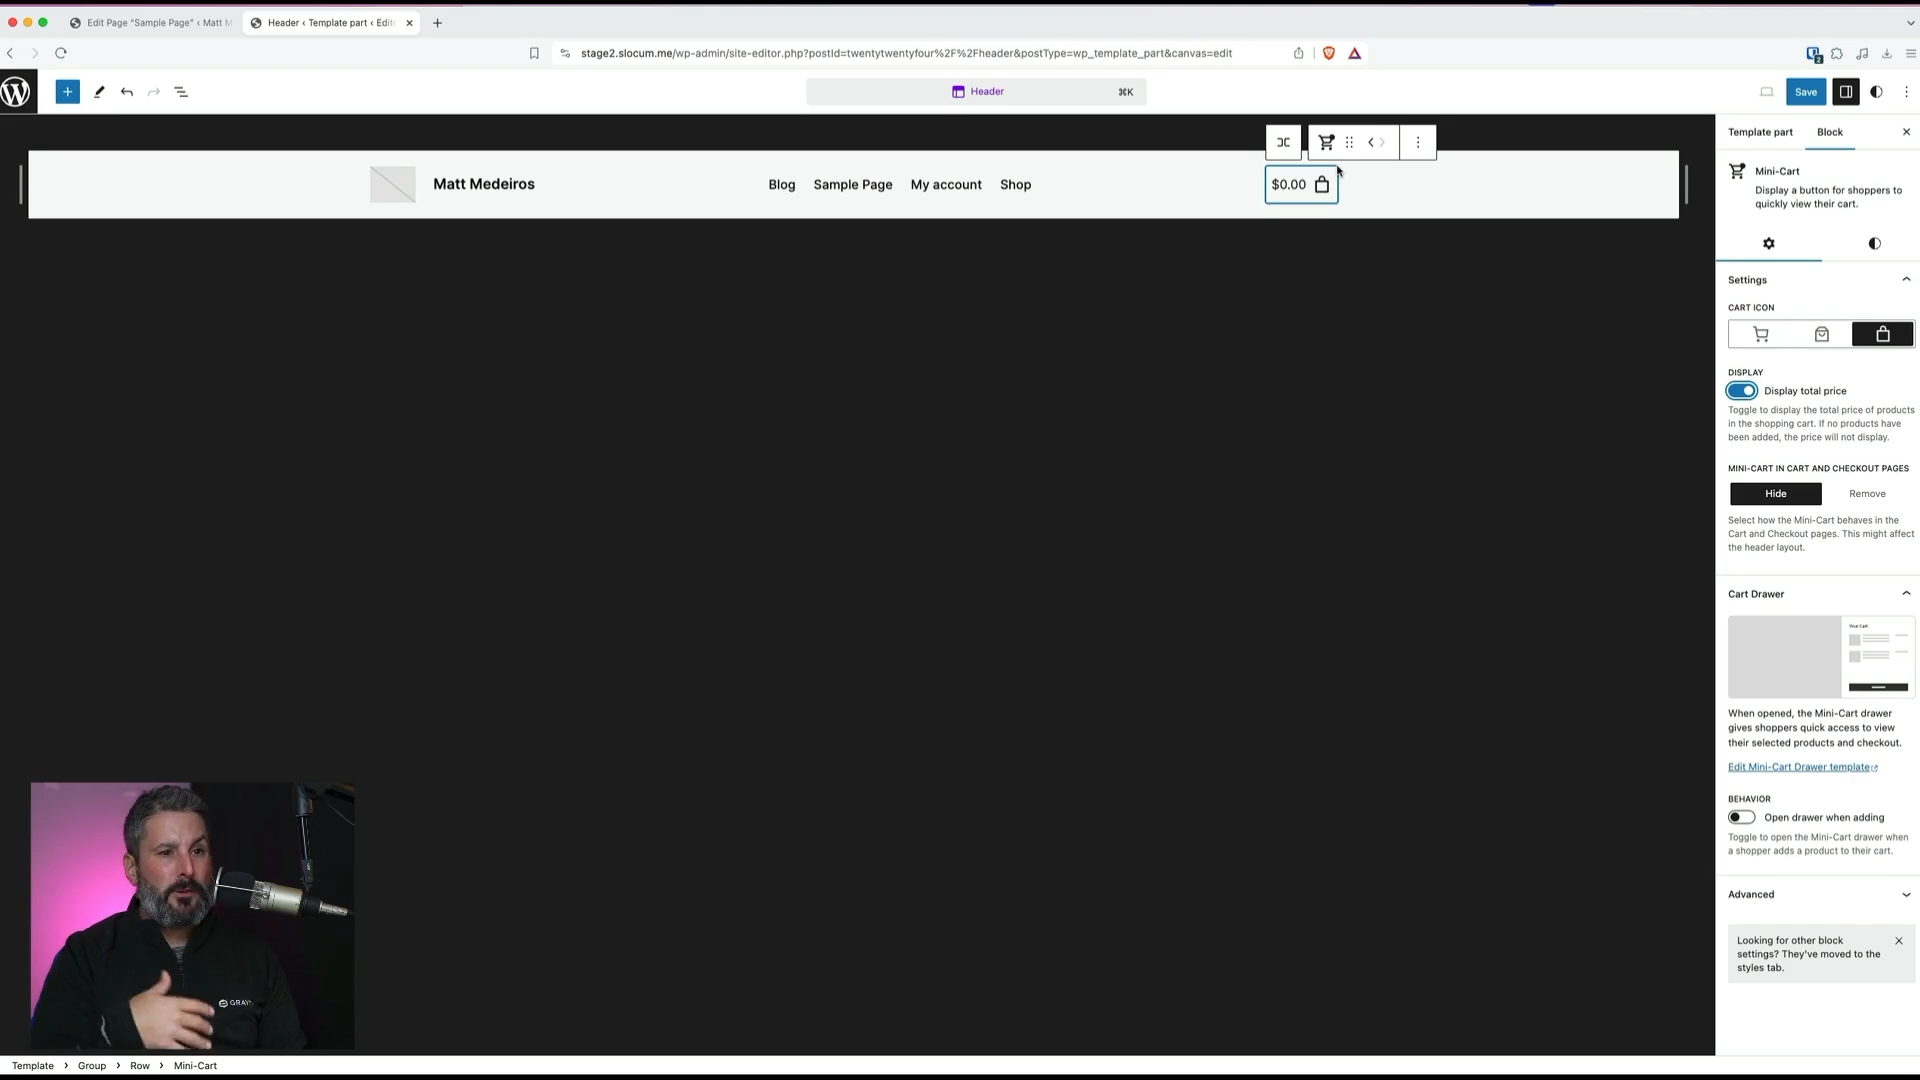 Edit Page "Sample Page" ‹ Matt M
Header ‹ Template part ‹ Edit
stage2.slocum.me/wp-admin/site-editor.php?postId=twentytwentyfour%2F%2Fheader&postType=wp_template_part&canvas=edit
2
Header
⌘K
Save
Template part
Block
Matt Medeiros
Blog
Sample Page
My account
Shop
$0.00
Mini-Cart
Display a button for shoppers to
quickly view their cart.
Settings
CART ICON
DISPLAY
Display total price
Toggle to display the total price of products
in the shopping cart. If no products have
been added, the price will not display.
MINI-CART IN CART AND CHECKOUT PAGES
Hide
Remove
Select how the Mini-Cart behaves in the
Cart and Checkout pages. This might affect
the header layout.
Cart Drawer
Your Cart
When opened, the Mini-Cart drawer
gives shoppers quick access to view
their selected products and checkout.
Edit Mini-Cart Drawer template
BEHAVIOR
Open drawer when adding
Toggle to open the Mini-Cart drawer when
a shopper adds a product to their cart.
Advanced
Looking for other block
settings? They've moved to the
styles tab.
GRAV
Template › Group › Row › Mini-Cart